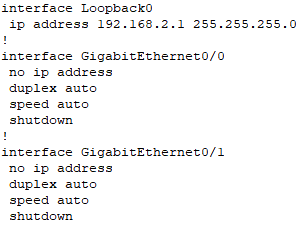 interface Loopback0
 ip address 192.168.2.1 255.255.255.0
!
interface GigabitEthernet0/0
 no ip address
 duplex auto
 speed auto
 shutdown
!
interface GigabitEthernet0/1
 no ip address
 duplex auto
 speed auto
 shutdown